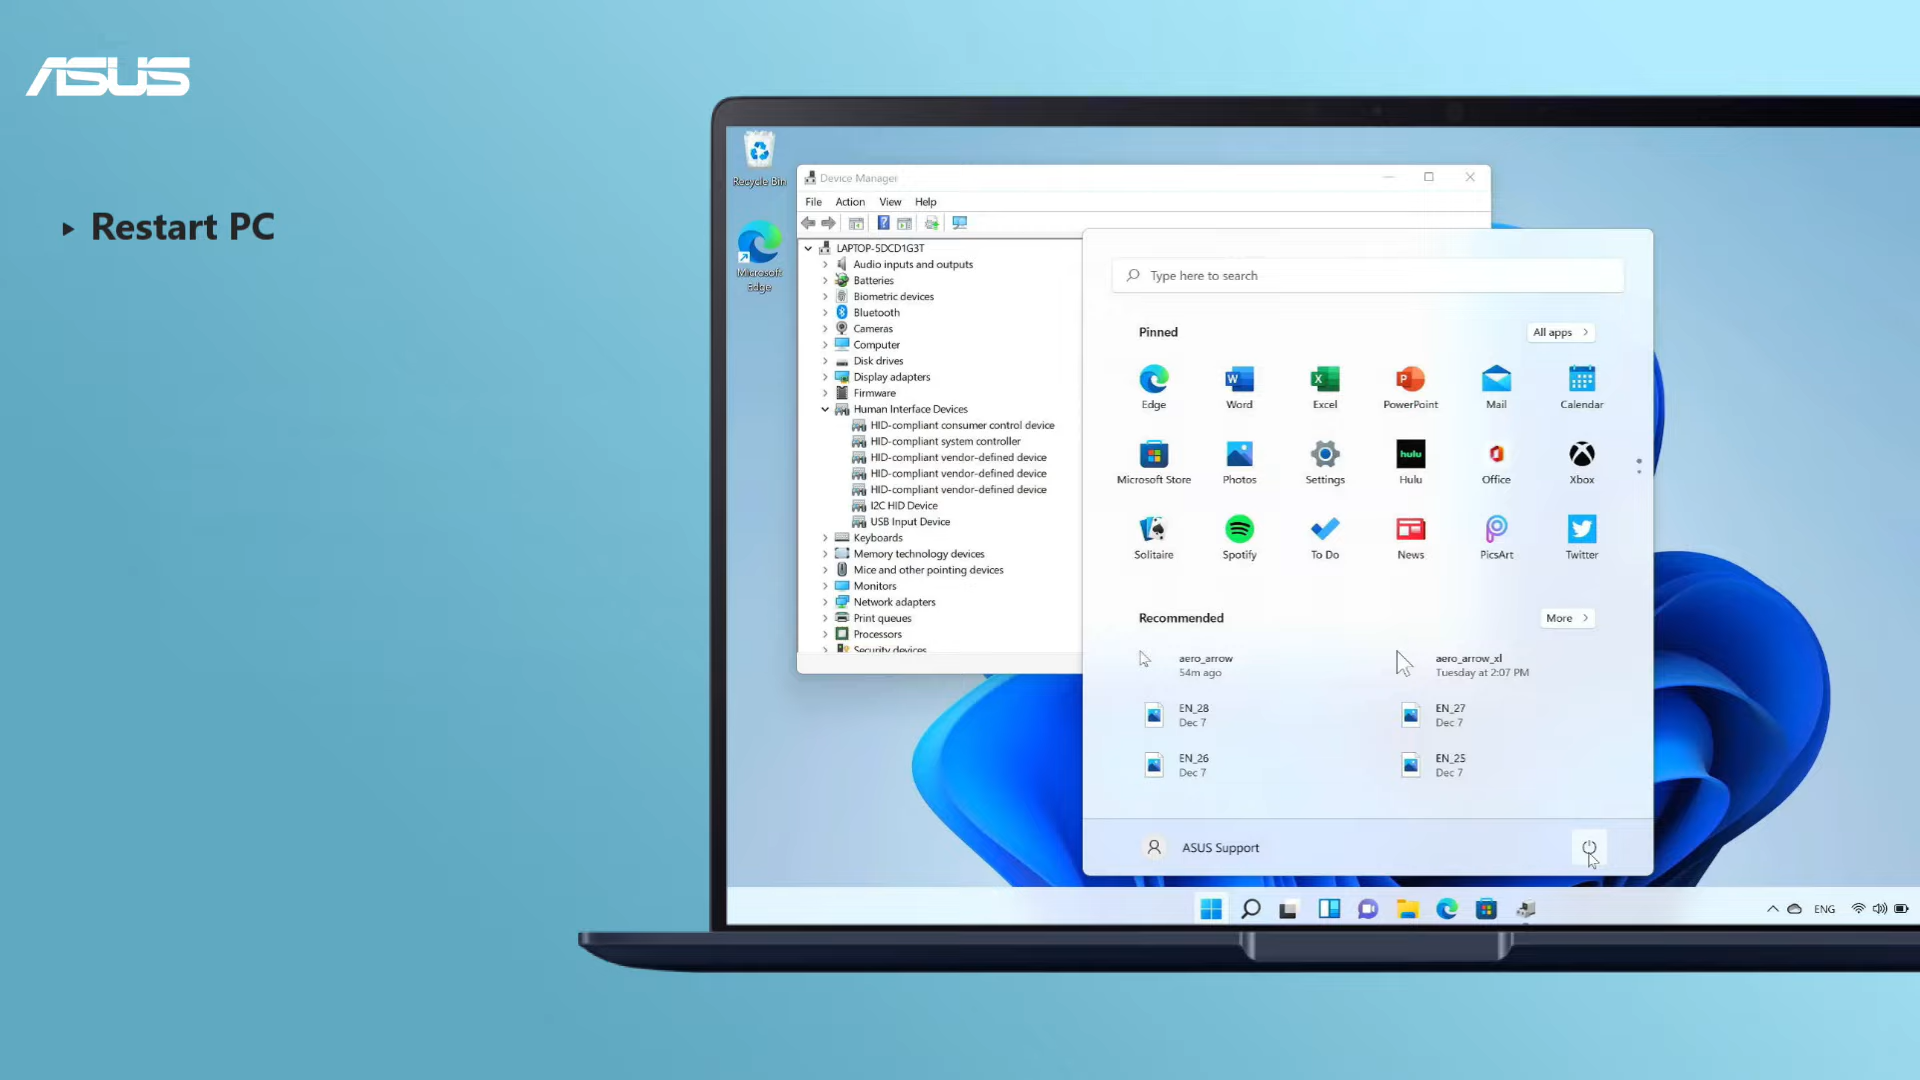 ASUS
Restart PC
Recycle Bin
Microsoft
Edge
Device Manager
File Action View Help
LAPTOP-5DCD1G3T
Audio inputs and outputs
Batteries
Biometric devices
Bluetooth
Cameras
Computer
Disk drives
Display adapters
Firmware
Human Interface Devices
HID-compliant consumer control device
HID-compliant system controller
HID-compliant vendor-defined device
HID-compliant vendor-defined device
HID-compliant vendor-defined device
I2C HID Device
USB Input Device
Keyboards
Memory technology devices
Mice and other pointing devices
Monitors
Network adapters
Print queues
Processors
Security devices
Type here to search
Pinned
All apps
Edge
Word
Excel
PowerPoint
Mail
Calendar
Microsoft Store
Photos
Settings
hulu
Hulu
Office
Xbox
Solitaire
Spotify
To Do
News
PicsArt
Twitter
Recommended
More
aero_arrow
54m ago
aero_arrow_xl
Tuesday at 2:07 PM
EN_28
Dec 7
EN_27
Dec 7
EN_26
Dec 7
EN_25
Dec 7
ASUS Support
ENG